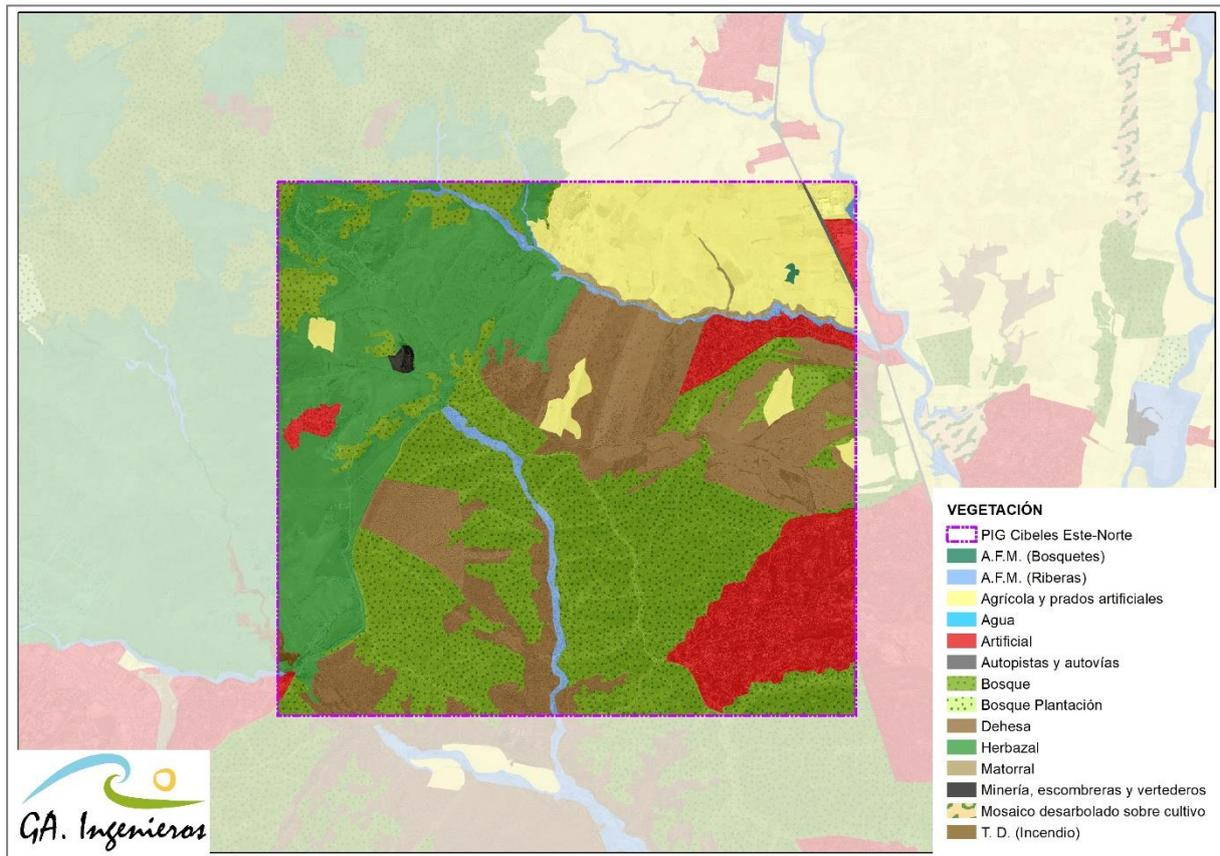 VEGETACIÓN
PIG Cibeles Este-Norte
A.F.M. (Bosquetes)
A.F.M. (Riberas)
Agrícola y prados artificiales
Agua
Artificial
Autopistas y autovías
Bosque
Bosque Plantación
Dehesa
Herbazal
Matorral
Minería, escombreras y vertederos
Mosaico desarbolado sobre cultivo
T. D. (Incendio)
GA. Ingenieros